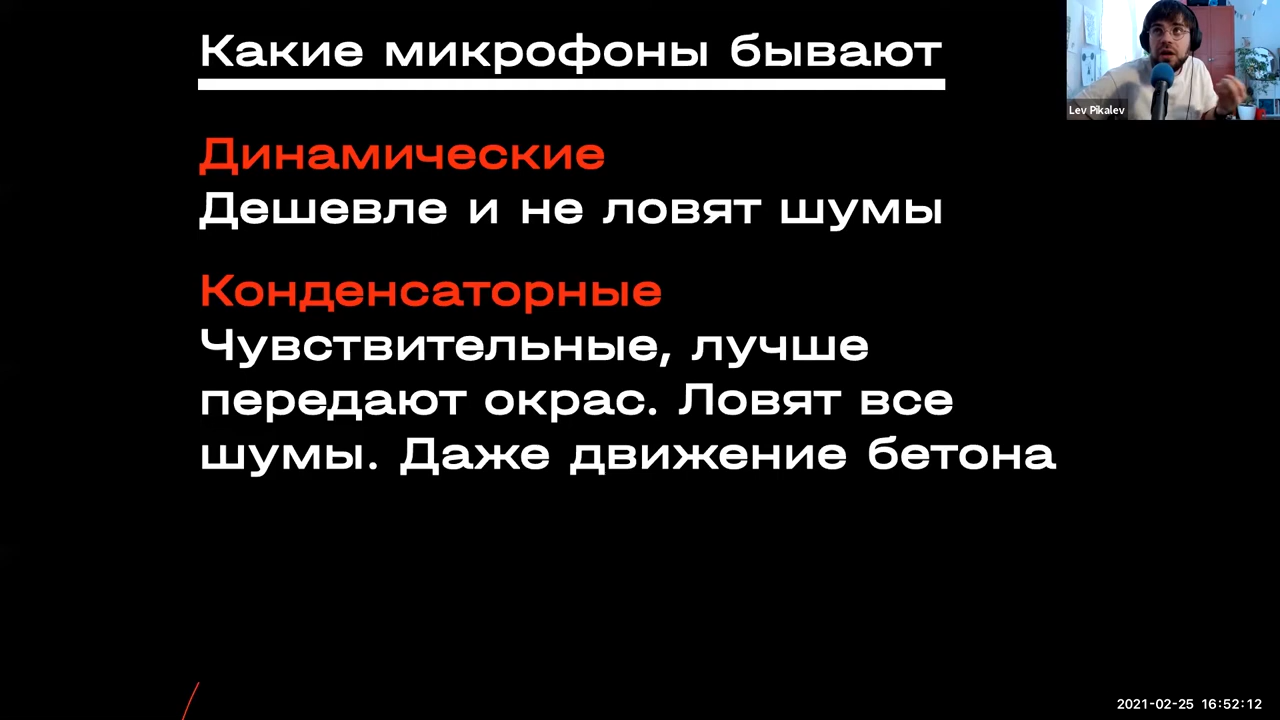 Какие микрофоны бывают
Lev Pikalev
Динамические
Дешевле и не ловят шумы
Конденсаторные
Чувствительные, лучше
передают окрас. Ловят все
шумы. Даже движение бетона
2021-02-25 16:52:12